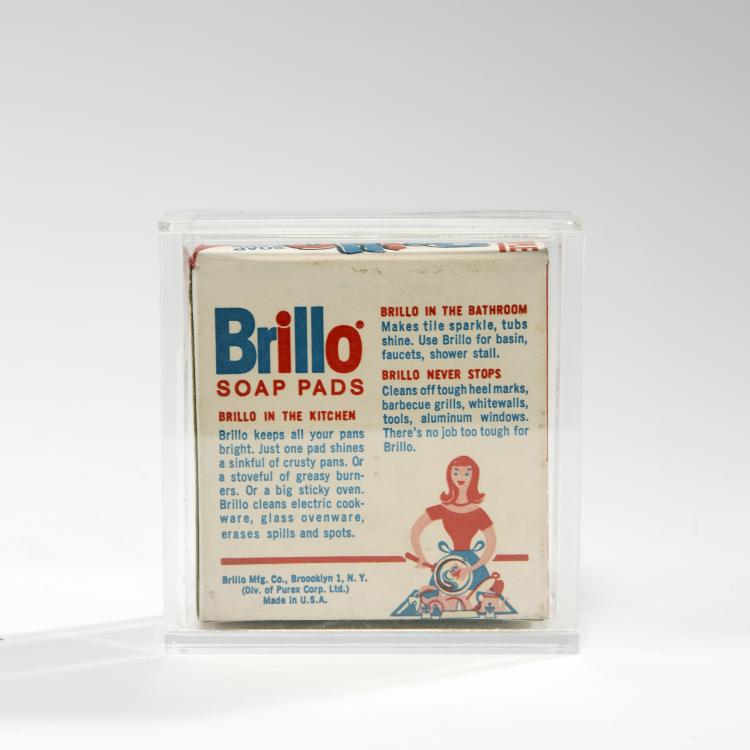 SOAP
Brillo®
SOAP PADS
BRILLO IN THE KITCHEN
Brillo keeps all your pans
bright. Just one pad shines
a sinkful of crusty pans. Or
a stoveful of greasy burn-
ers. Or a big sticky oven.
Brillo cleans electric cook-
ware, glass ovenware,
erases spills and spots.
BRILLO IN THE BATHROOM
Makes tile sparkle, tubs
shine. Use Brillo for basin,
faucets, shower stall.
BRILLO NEVER STOPS
Cleans off tough heel marks,
barbecue grills, whitewalls,
tools, aluminum windows.
There's no job too tough for
Brillo.
Brillo Mfg. Co., Broooklyn 1, N. Y.
(Div. of Purex Corp. Ltd.)
Made in U.S.A.